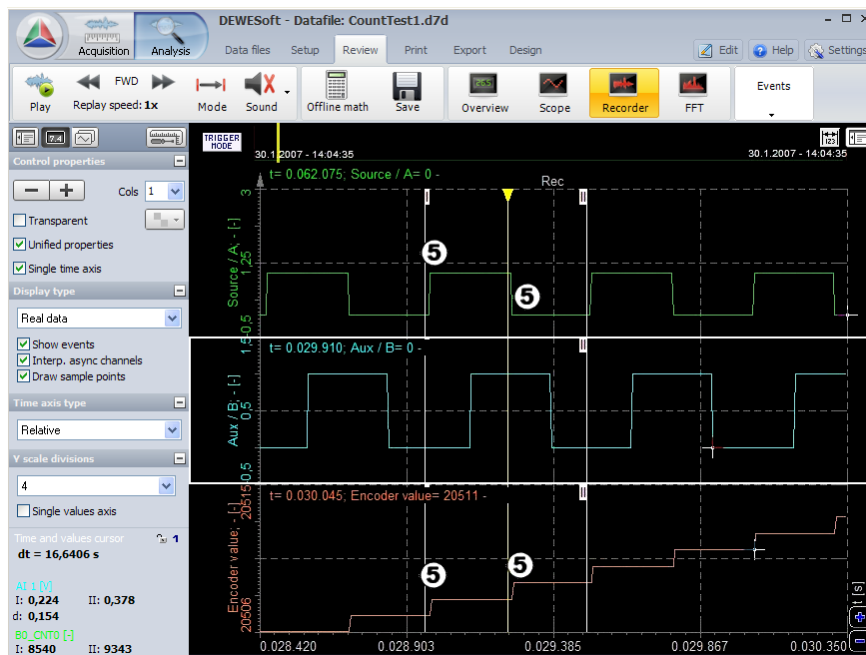 DEWESoft - Datafile: CountTest1.d7d
Acquisition
Analysis
Data files
Setup
Review
Print
Export
Design
Edit
Help
Settings
Play
FWD
Replay speed: 1x
Mode
Sound
Offline math
Save
Overview
Scope
Recorder
FFT
Events
Control properties
Cols 1
Transparent
Unified properties
Single time axis
Display type
Real data
Show events
Interp. async channels
Draw sample points
Time axis type
Relative
Y scale divisions
4
Single values axis
Time and values cursor 1
dt = 16,6406 s
AI 1 [V]
I: 0,224 II: 0,378
d: 0,154
B0_CNT0 [-]
I: 8540 II: 9343
TRIGGER
MODE
30.1.2007 - 14:04:35
30.1.2007 - 14:04:35
t= 0.062.075; Source / A= 0 -
Rec
I
II
3
1,25
-0,5
Source / A; - [-]
5
5
t= 0.029.910; Aux / B= 0 -
II
1,5
0,5
-0,5
Aux / B; - [-]
t= 0.030.045; Encoder value= 20511 -
II
20515
20506
Encoder value; - [-]
5
5
t [s]
0.028.420
0.028.903
0.029.385
0.029.867
0.030.350